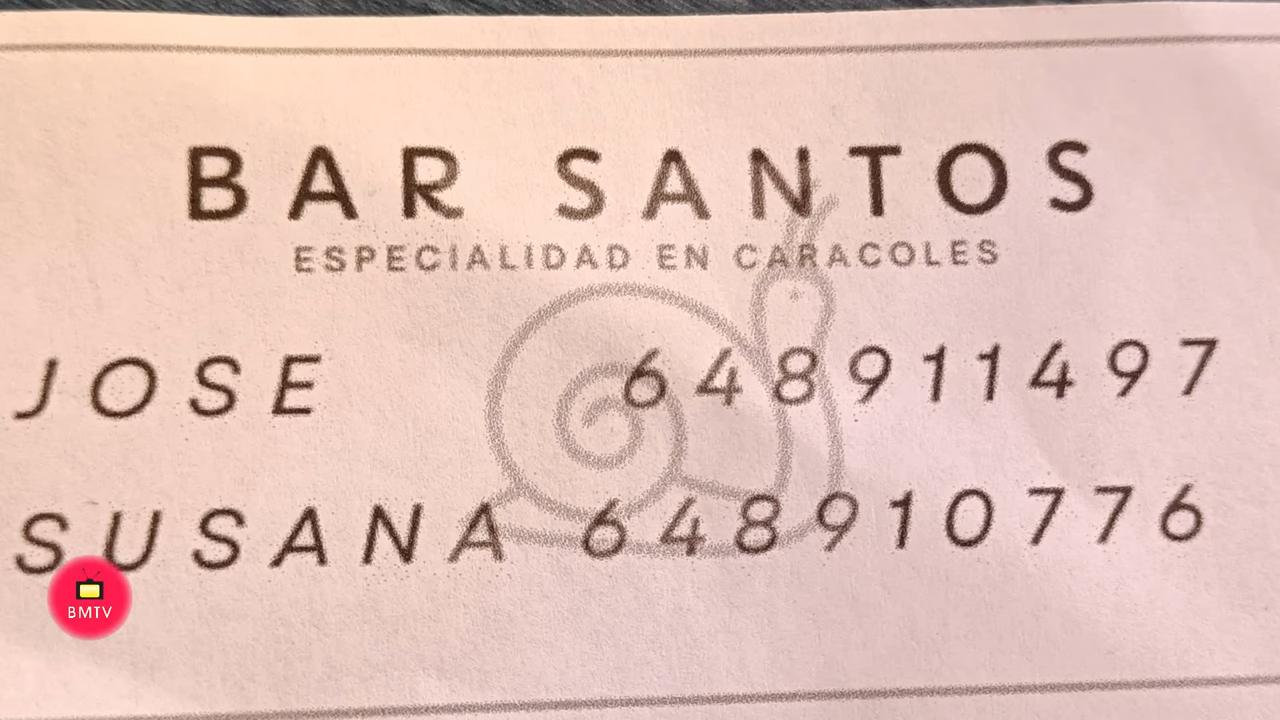 BAR SANTOS
ESPECIALIDAD EN CARACOLES
JOSE 648911497
SUSANA 648910776
BMTV